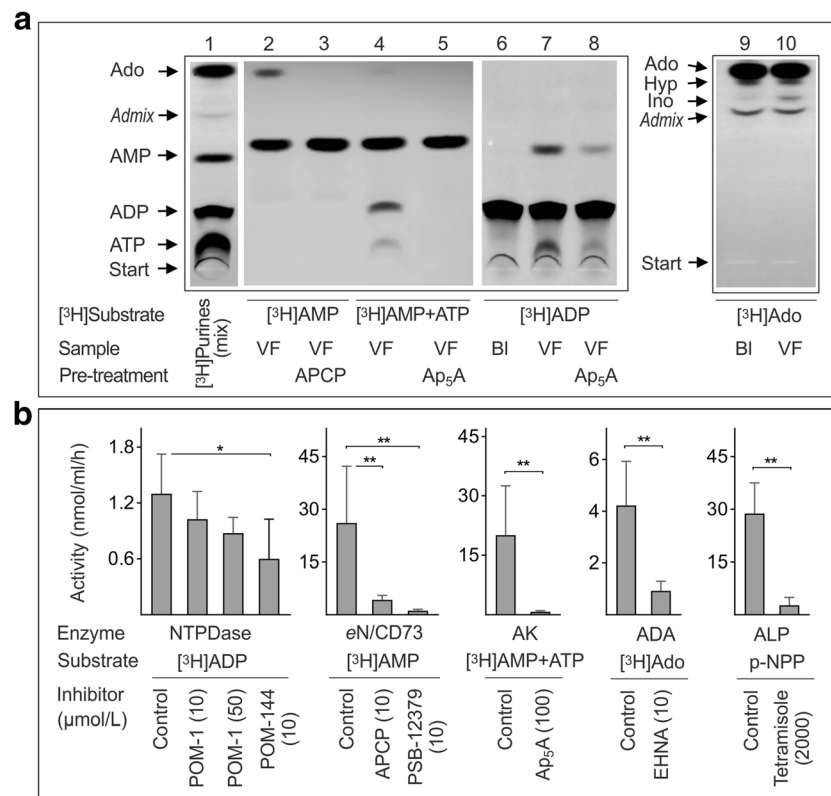 a
1 2 3 4 5 6 7 8 9 10
Ado
Admix
AMP
ADP
ATP
Start
Ado
Hyp
Ino
Admix
Start
[³H]Substrate [³H]Purines (mix) [³H]AMP [³H]AMP+ATP [³H]ADP [³H]Ado
Sample VF VF VF VF Bl VF VF Bl VF
Pre-treatment APCP Ap₅A Ap₅A
b
Activity (nmol/ml/h)
1.8
1.2
0.6
*
45
30
15
**
**
45
30
15
**
6
4
2
**
45
30
15
**
Enzyme NTPDase eN/CD73 AK ADA ALP
Substrate [³H]ADP [³H]AMP [³H]AMP+ATP [³H]Ado p-NPP
Inhibitor
(µmol/L)
Control
POM-1 (10)
POM-1 (50)
POM-144
(10)
Control
APCP (10)
PSB-12379
(10)
Control
Ap₅A (100)
Control
EHNA (10)
Control
Tetramisole
(2000)